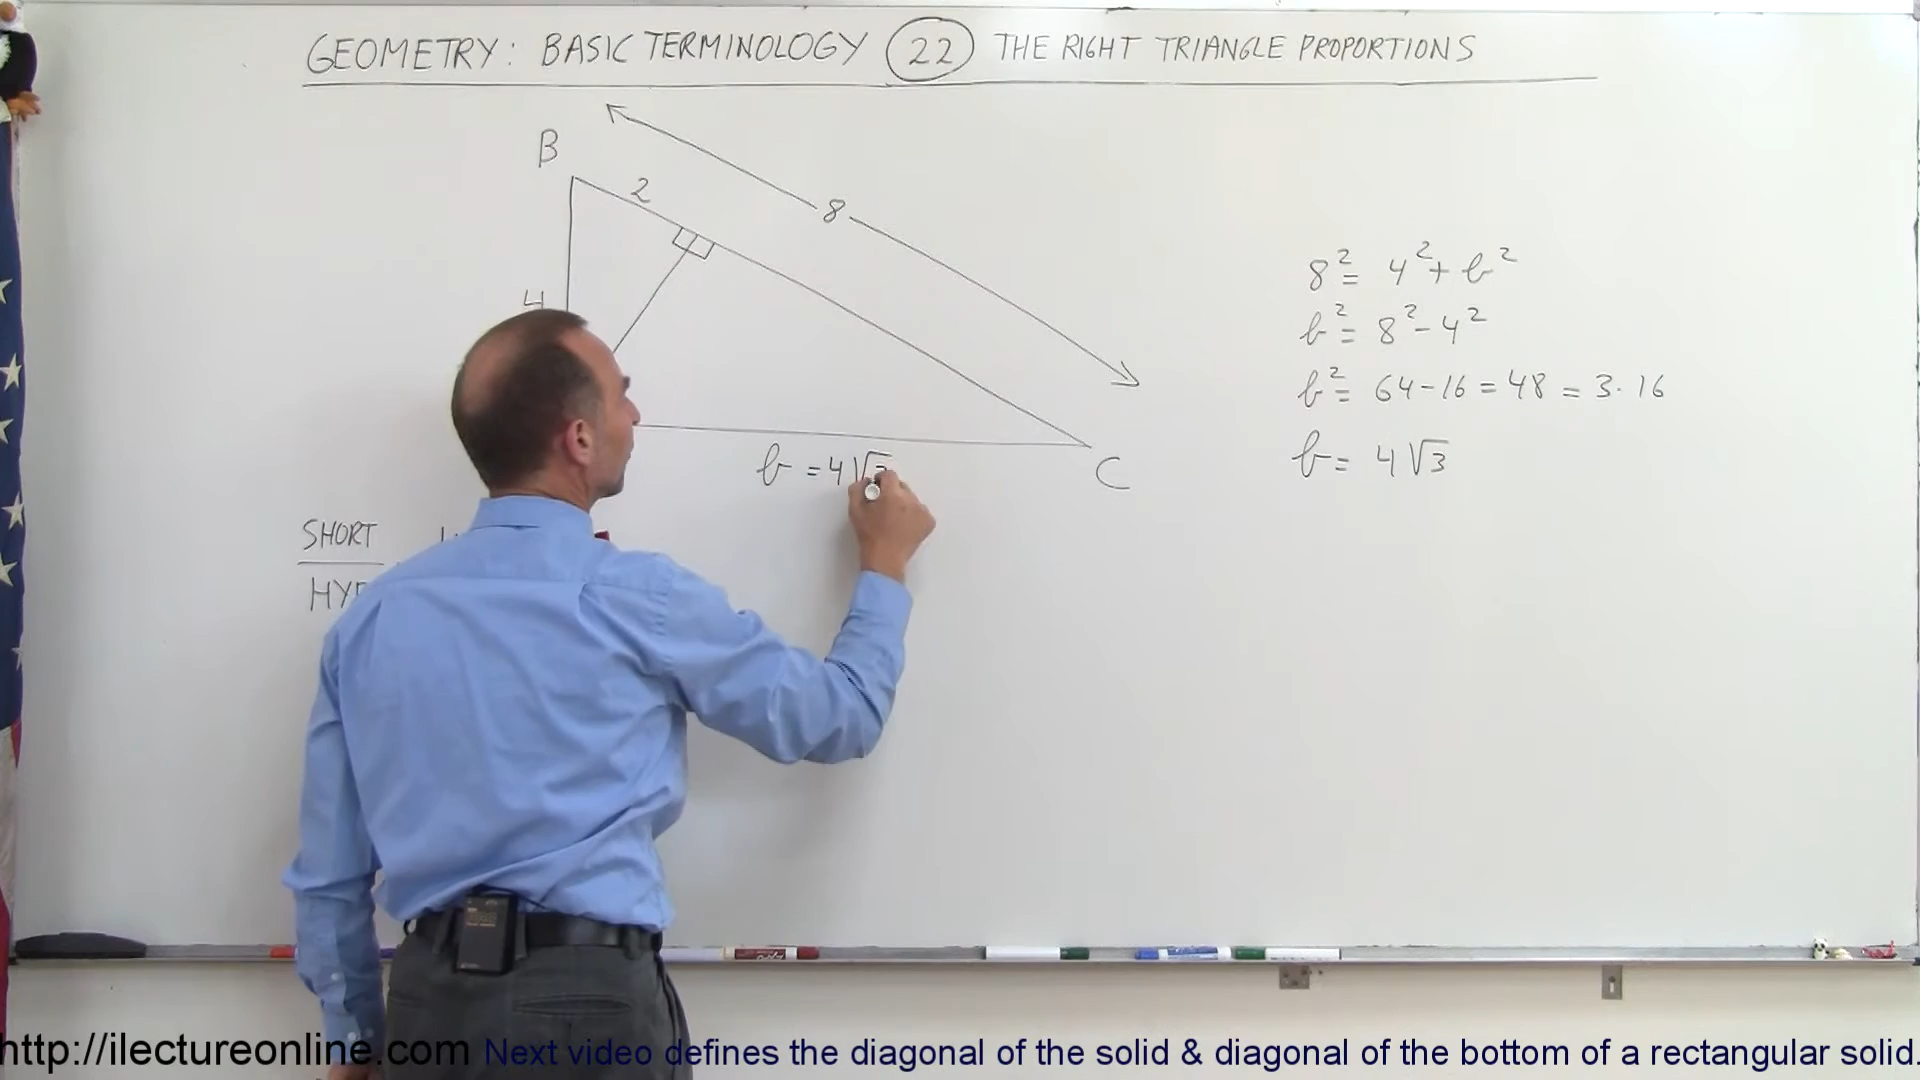 GEOMETRY: BASIC TERMINOLOGY 22 THE RIGHT TRIANGLE PROPORTIONS
B
2
8
4
8² = 4² + b²
b² = 8² - 4²
b² = 64 - 16 = 48 = 3 · 16
b = 4√3
b = 4√3
C
SHORT
http://ilectureonline.com Next video defines the diagonal of the solid & diagonal of the bottom of a rectangular solid.